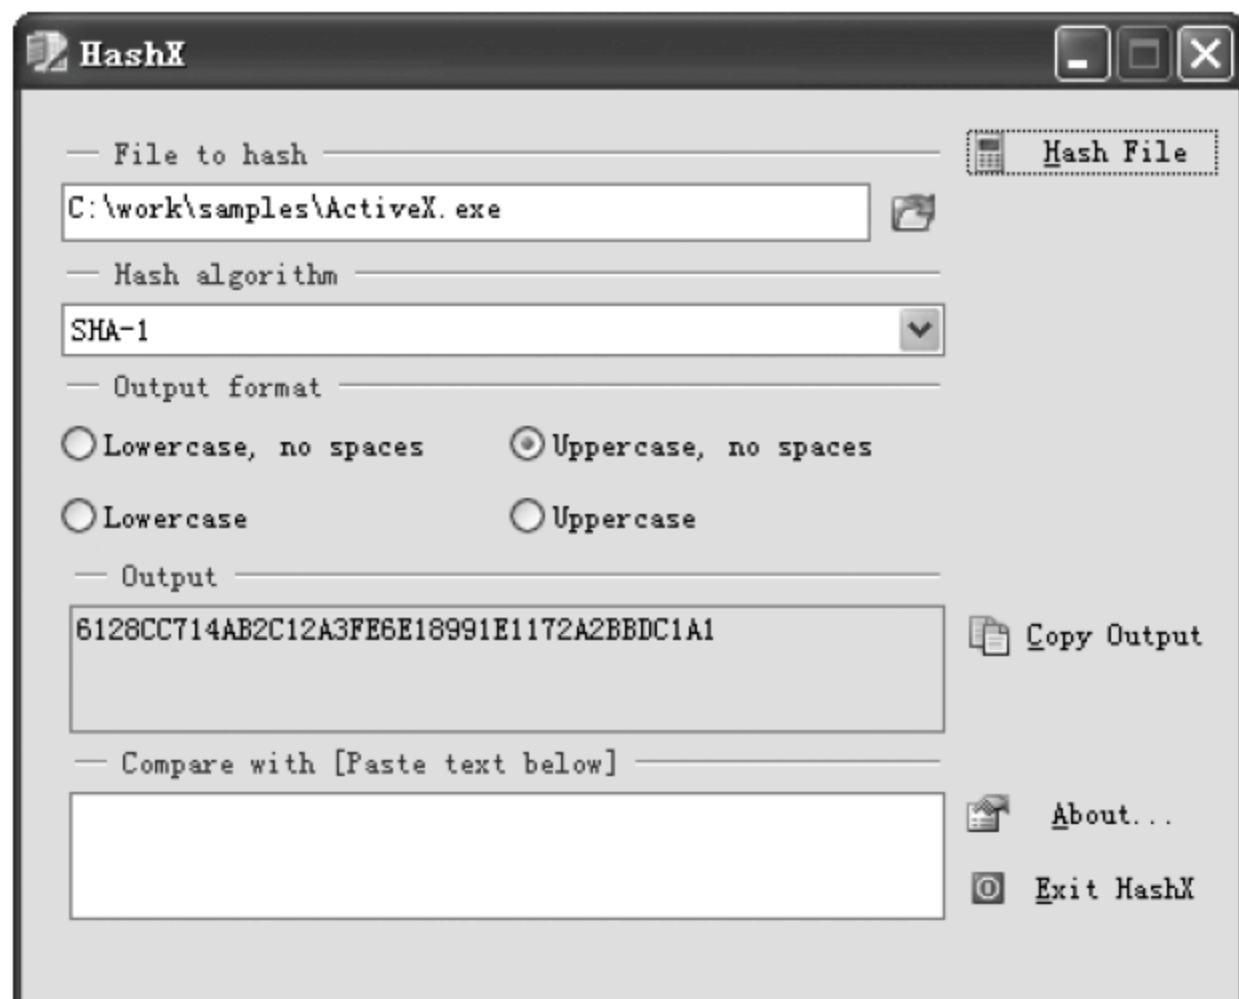 HashX
File to hash
Hash File
C:\work\samples\ActiveX.exe
Hash algorithm
SHA-1
Output format
Lowercase, no spaces
Uppercase, no spaces
Lowercase
Uppercase
Output
6128CC714AB2C12A3FE6E18991E1172A2BBDC1A1
Copy Output
Compare with [Paste text below]
About...
Exit HashX